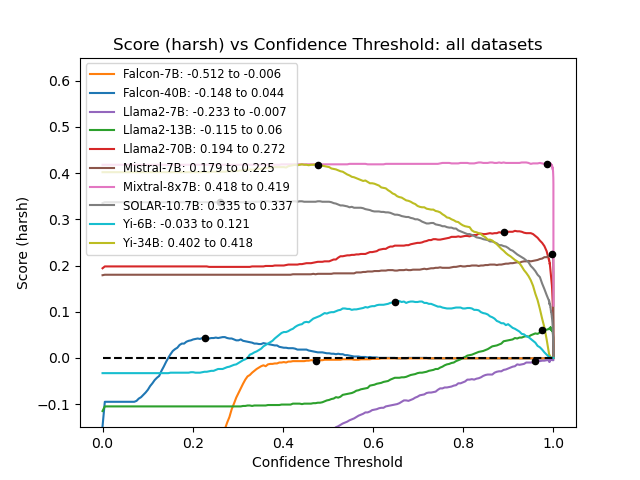 Score (harsh) vs Confidence Threshold: all datasets
Falcon-7B: -0.512 to -0.006
Falcon-40B: -0.148 to 0.044
Llama2-7B: -0.233 to -0.007
Llama2-13B: -0.115 to 0.06
Llama2-70B: 0.194 to 0.272
Mistral-7B: 0.179 to 0.225
Mixtral-8x7B: 0.418 to 0.419
SOLAR-10.7B: 0.335 to 0.337
Yi-6B: -0.033 to 0.121
Yi-34B: 0.402 to 0.418
Score (harsh)
0.6
0.5
0.4
0.3
0.2
0.1
0.0
−0.1
0.0 0.2 0.4 0.6 0.8 1.0
Confidence Threshold